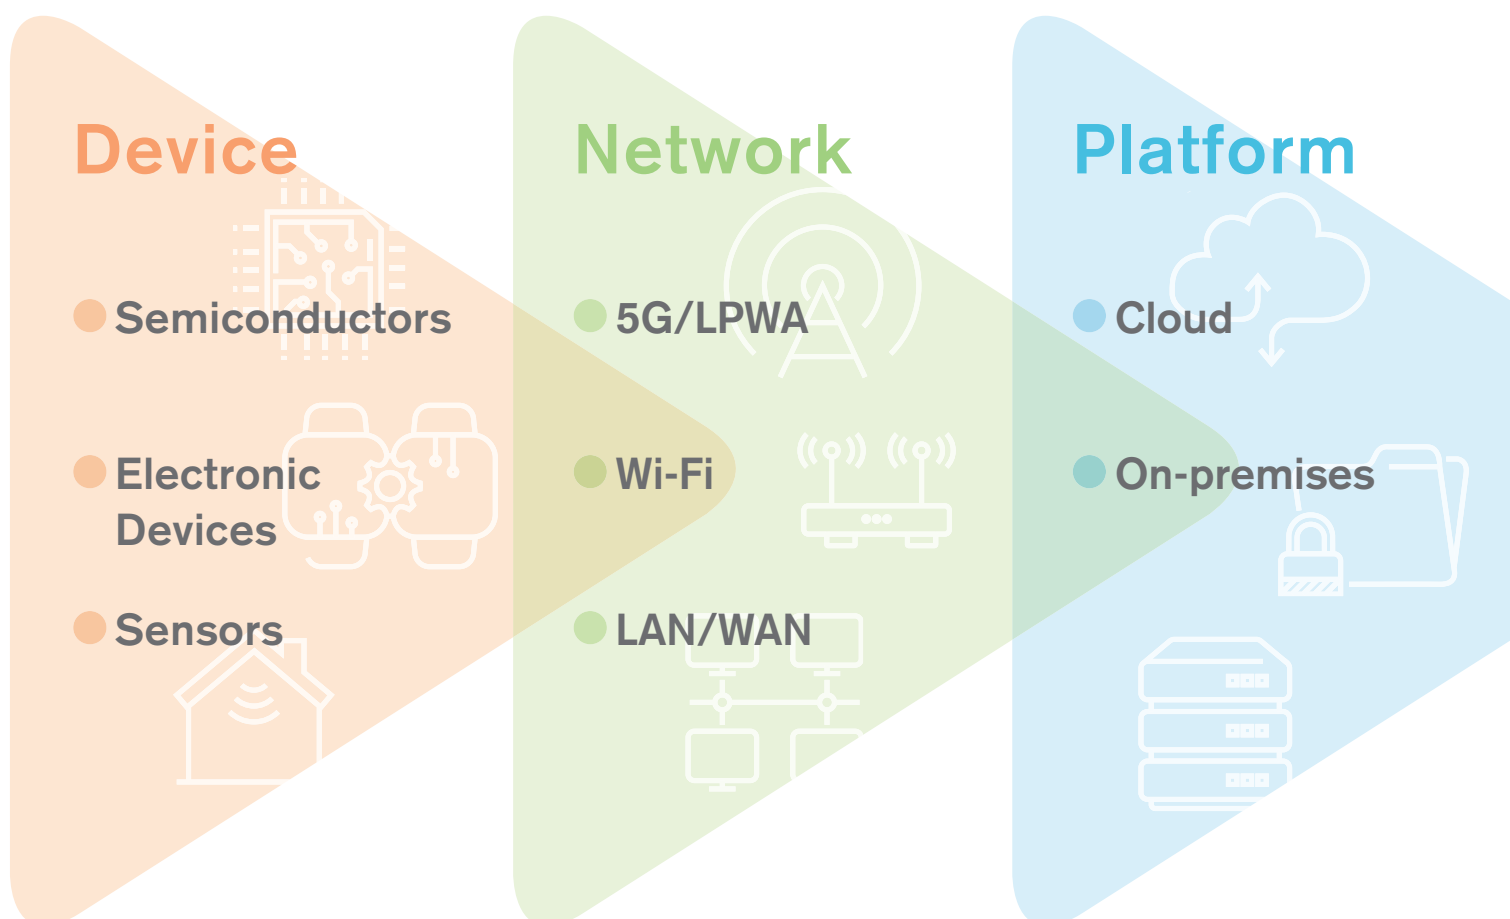 Device
Semiconductors
Electronic
Devices
Sensors
Network
5G/LPWA
Wi-Fi
LAN/WAN
Platform
Cloud
On-premises